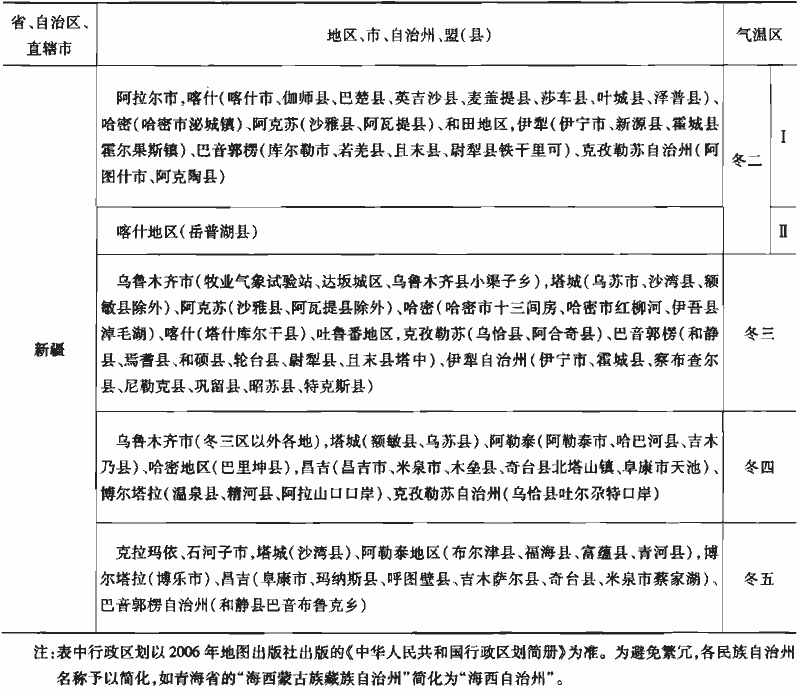 省、自治区、
直辖市
地区、市、自治州、盟(县)
气温区
阿拉尔市,喀什(喀什市、伽师县、巴楚县、英吉沙县、麦盖提县、莎车县、叶城县、泽普县)、
哈密(哈密市泌城镇)、阿克苏(沙雅县、阿瓦提县)、和田地区,伊犁(伊宁市、新源县、霍城县
霍尔果斯镇)、巴音郭楞(库尔勒市、若羌县、且末县、尉犁县铁干里可)、克孜勒苏自治州(阿
图什市、阿克陶县)
冬二
Ⅰ
喀什地区(岳普湖县)
Ⅱ
新疆
乌鲁木齐市(牧业气象试验站、达坂城区、乌鲁木齐县小渠子乡),塔城(乌苏市、沙湾县、额
敏县除外)、阿克苏(沙雅县、阿瓦提县除外)、哈密(哈密市十三间房、哈密市红柳河、伊吾县
淖毛湖)、喀什(塔什库尔干县)、吐鲁番地区,克孜勒苏(乌恰县、阿合奇县)、巴音郭楞(和静
县、焉耆县、和硕县、轮台县、尉犁县、且末县塔中)、伊犁自治州(伊宁市、霍城县、察布查尔
县、尼勒克县、巩留县、昭苏县、特克斯县)
冬三
乌鲁木齐市(冬三区以外各地),塔城(额敏县、乌苏县)、阿勒泰(阿勒泰市、哈巴河县、吉木
乃县)、哈密地区(巴里坤县),昌吉(昌吉市、米泉市、木垒县、奇台县北塔山镇、阜康市天池)、
博尔塔拉(温泉县、精河县、阿拉山口口岸)、克孜勒苏自治州(乌恰县吐尔尕特口岸)
冬四
克拉玛依、石河子市,塔城(沙湾县)、阿勒泰地区(布尔津县、福海县、富蕴县、青河县),博
尔塔拉(博乐市)、昌吉(阜康市、玛纳斯县、呼图壁县、吉木萨尔县、奇台县、米泉市蔡家湖)、
巴音郭楞自治州(和静县巴音布鲁克乡)
冬五
注:表中行政区划以2006年地图出版社出版的《中华人民共和国行政区划简册》为准。为避免繁冗,各民族自治州
名称予以简化,如青海省的“海西蒙古族藏族自治州”简化为“海西自治州”。